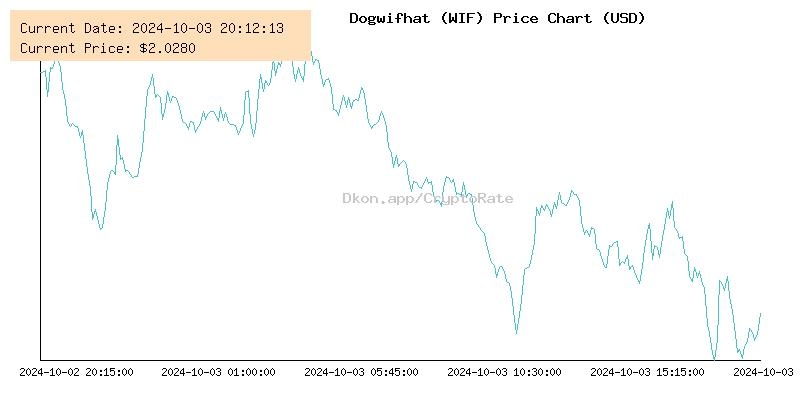 Dogwifhat (WIF) Price Chart (USD)
Current Date: 2024-10-03 20:12:13
Current Price: $2.0280
Dkon.app/CryptoRate
2024-10-02 20:15:00 2024-10-03 01:00:00 2024-10-03 05:45:00 2024-10-03 10:30:00 2024-10-03 15:15:00 2024-10-03